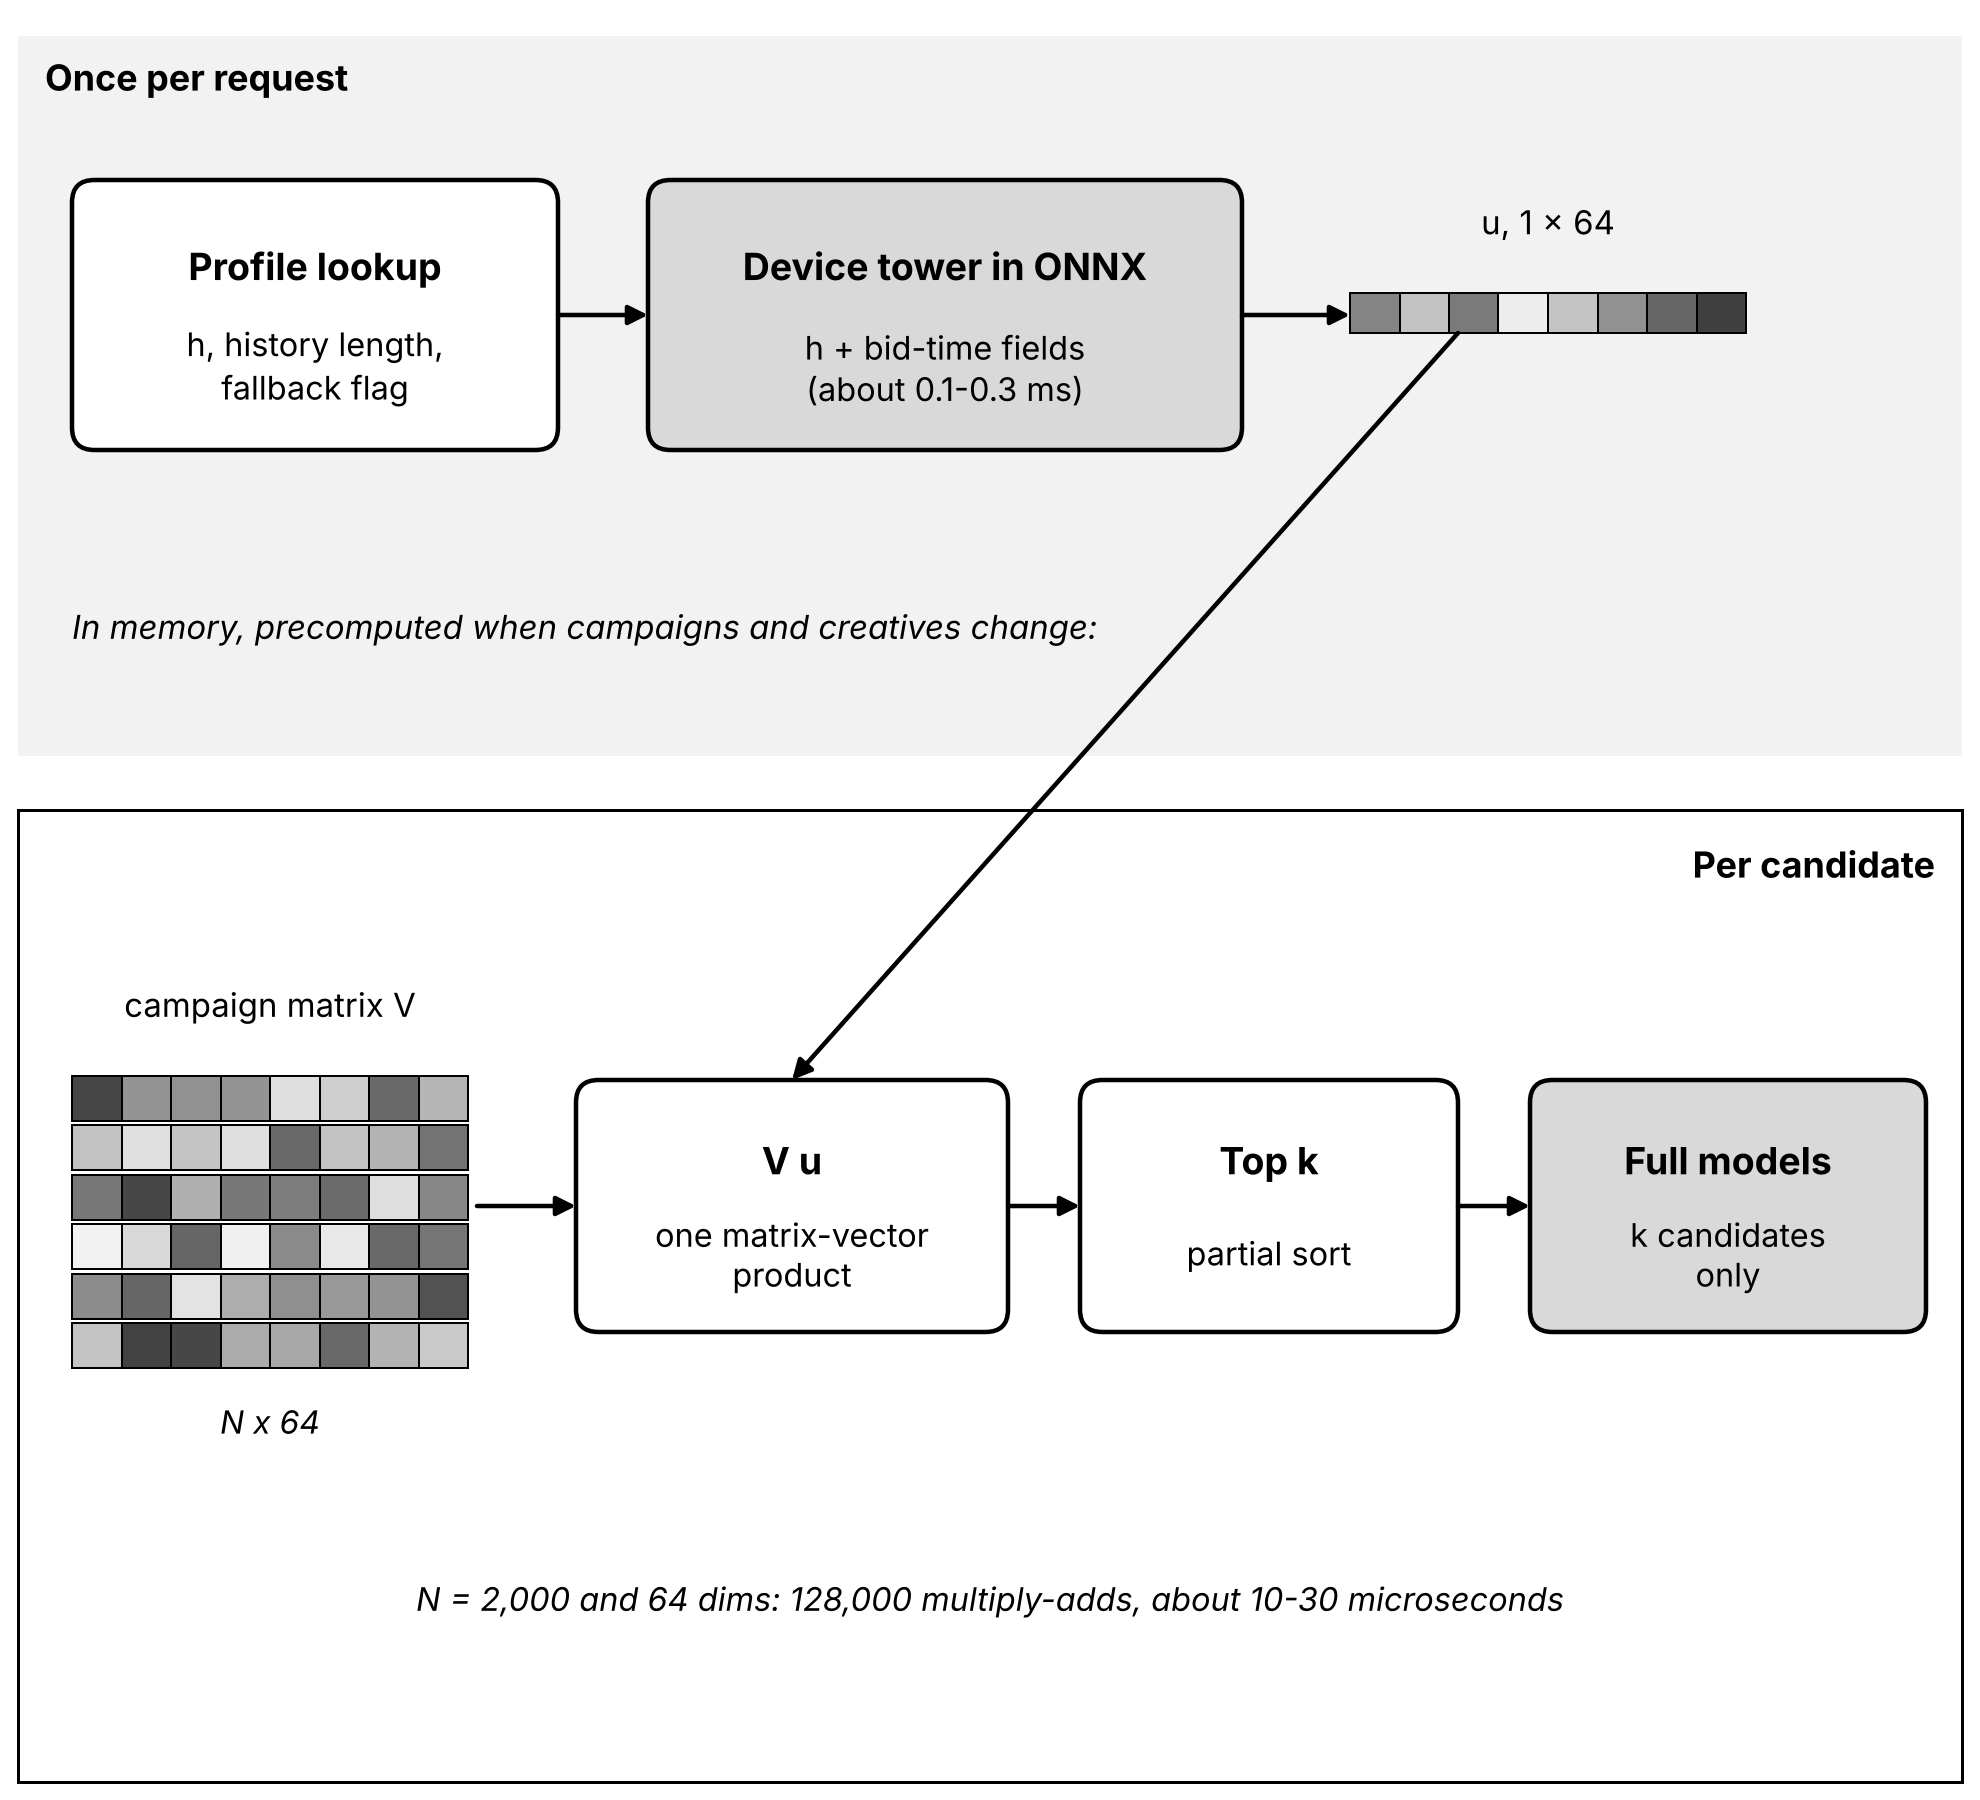 Once per request
Profile lookup
h, history length,
fallback flag
Device tower in ONNX
h + bid-time fields
(about 0.1-0.3 ms)
u, 1 × 64
In memory, precomputed when campaigns and creatives change:
Per candidate
campaign matrix V
N x 64
V u
one matrix-vector
product
Top k
partial sort
Full models
k candidates
only
N = 2,000 and 64 dims: 128,000 multiply-adds, about 10-30 microseconds